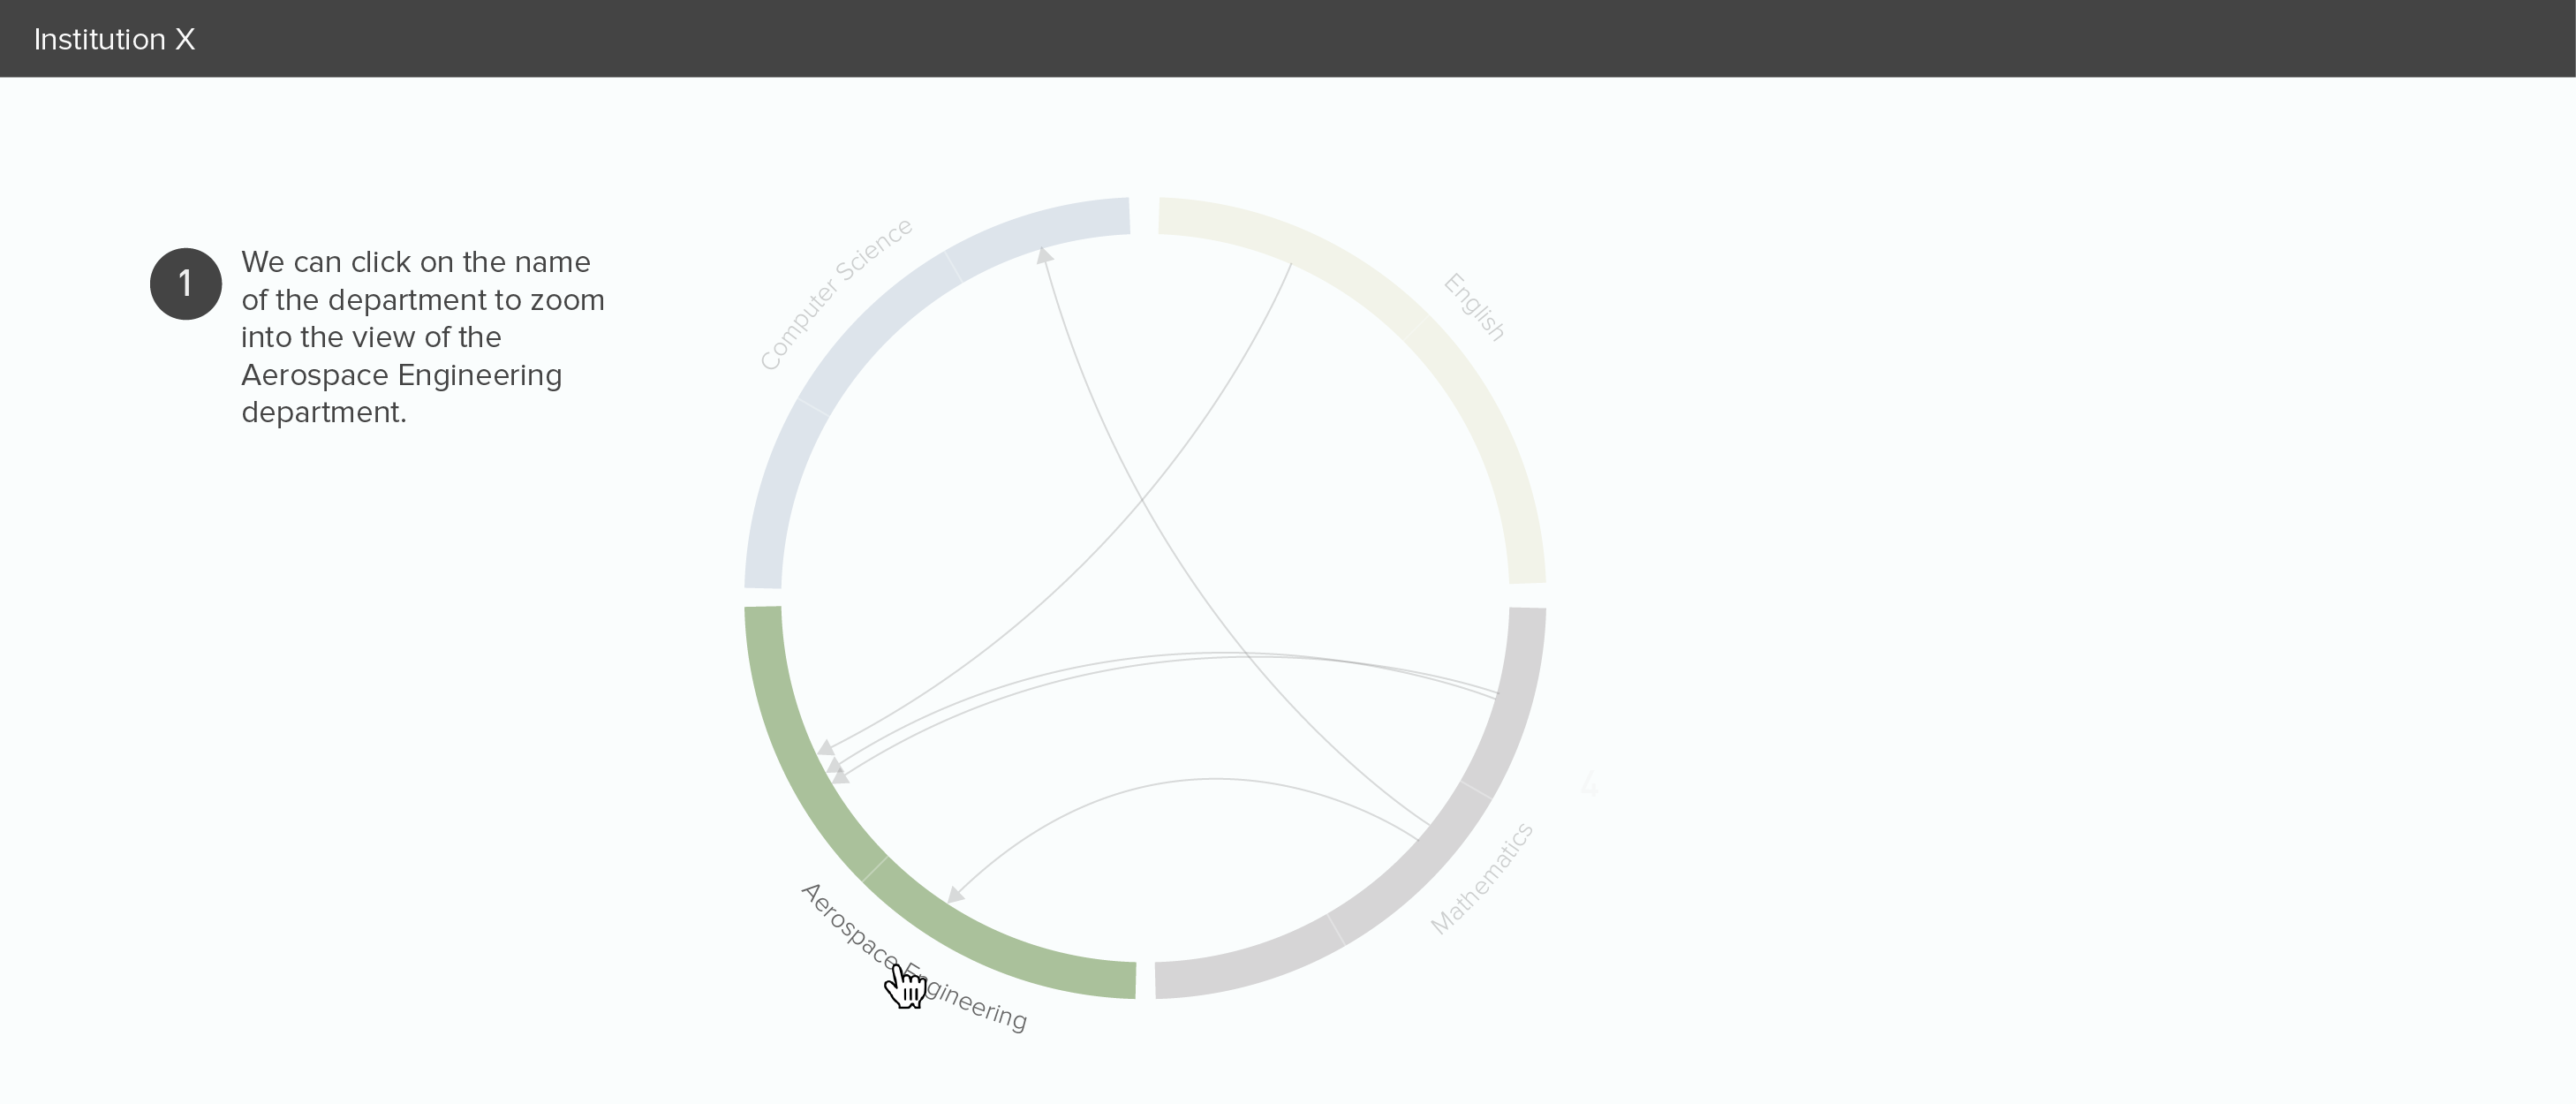 Institution X
1
We can click on the name
of the department to zoom
into the view of the
Aerospace Engineering
department.
Computer Science
English
4
Mathematics
Aerospace Engineering